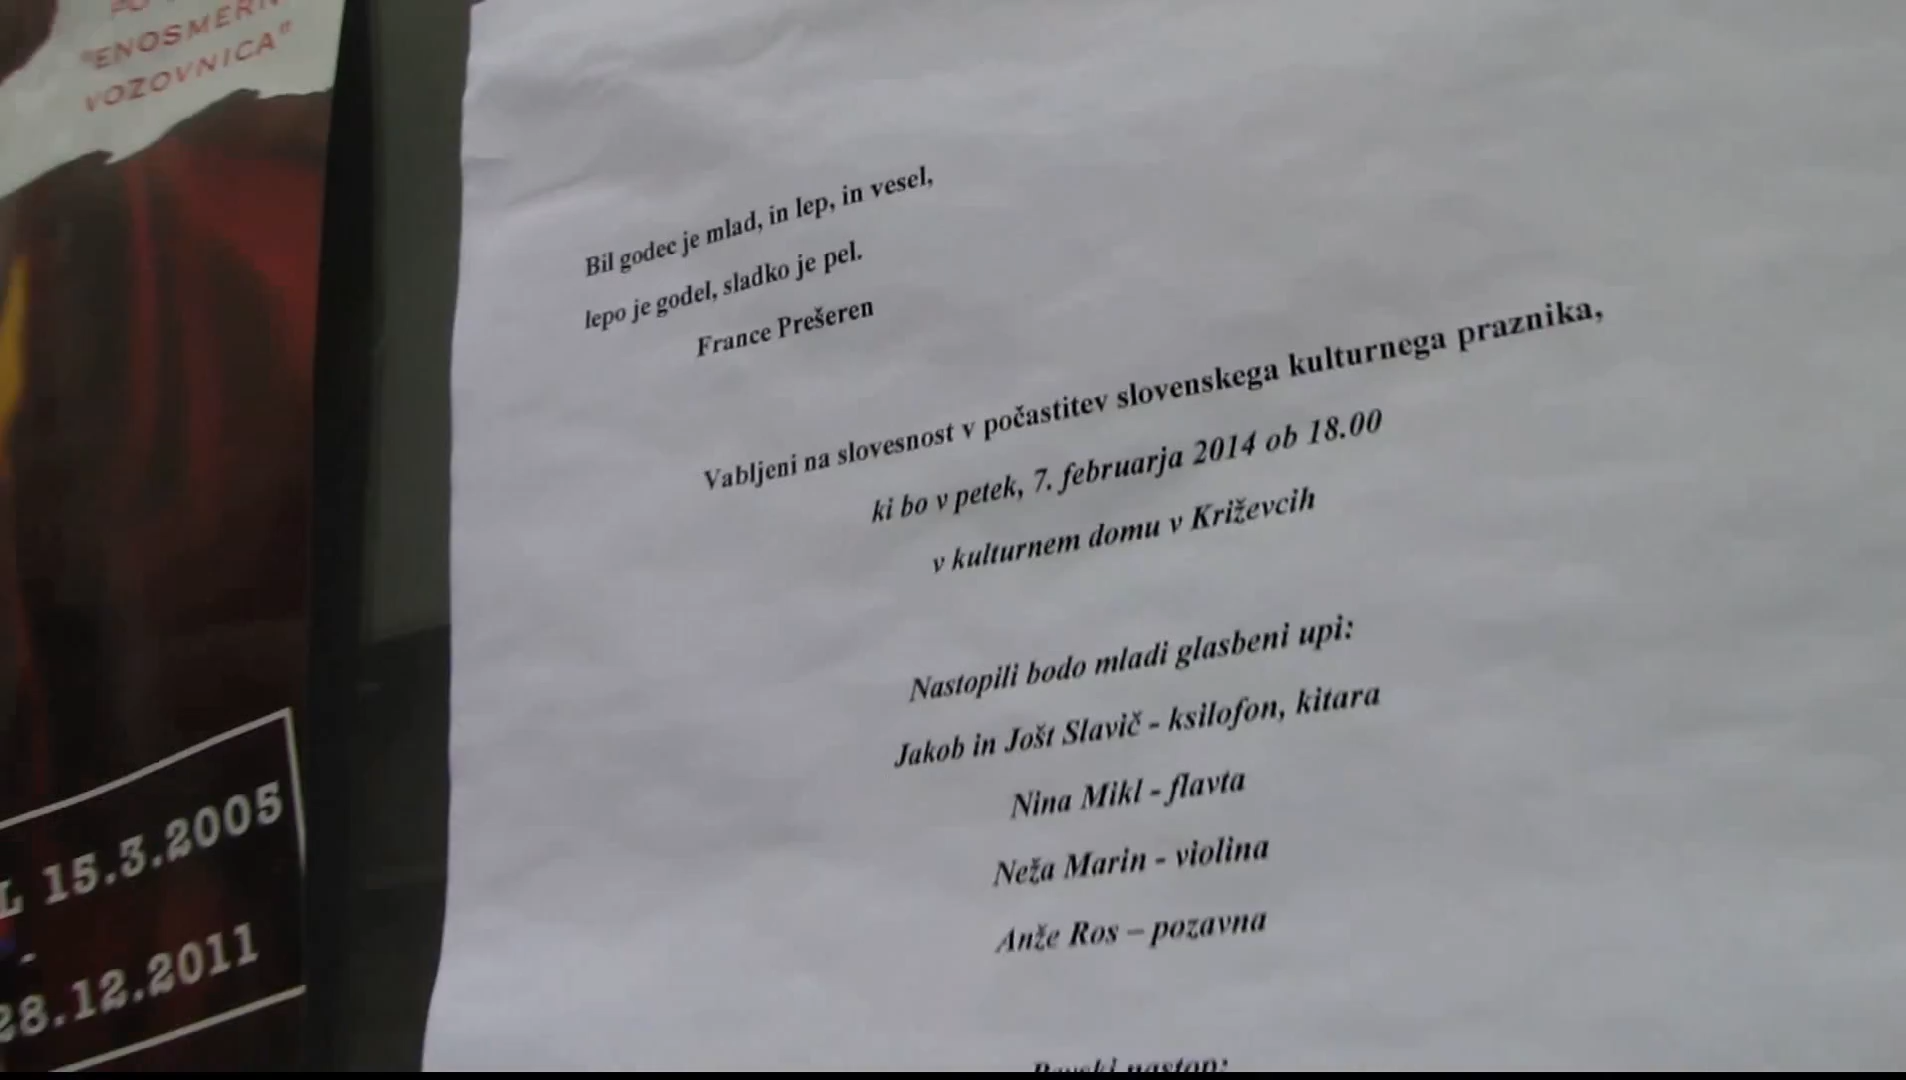 "ENOSMERN
VOZOVNICA"
15.3.2005
-
28.12.2011
Bil godec je mlad, in lep, in vesel,
lepo je godel, sladko je pel.
France Prešeren
Vabljeni na slovesnost v počastitev slovenskega kulturnega praznika,
ki bo v petek, 7. februarja 2014 ob 18.00
v kulturnem domu v Križevcih
Nastopili bodo mladi glasbeni upi:
Jakob in Jošt Slavič - ksilofon, kitara
Nina Mikl - flavta
Neža Marin - violina
Anže Ros – pozavna
nastop: